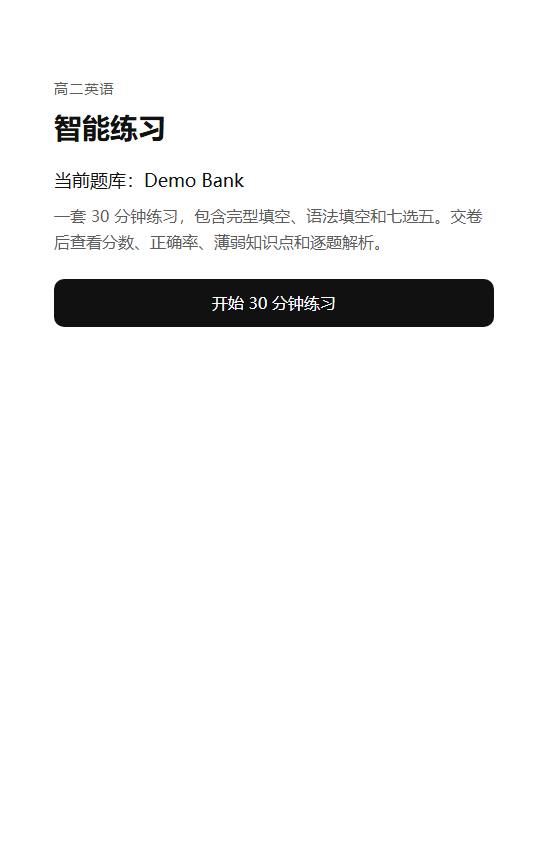 高二英语
智能练习
当前题库：Demo Bank
一套 30 分钟练习，包含完型填空、语法填空和七选五。交卷
后查看分数、正确率、薄弱知识点和逐题解析。
开始 30 分钟练习